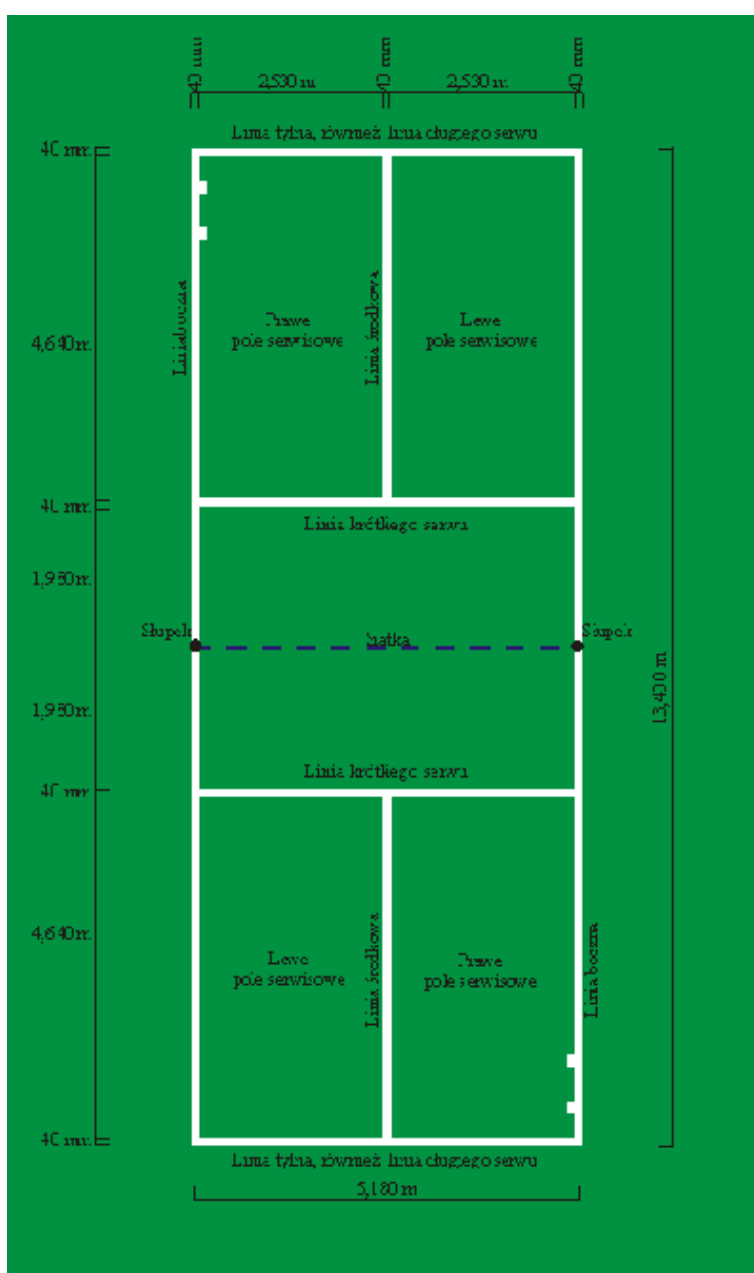 40 mm
2,530 m
40 mm
2,530 m
40 mm
Linia tylna, również linia długiego serwu
40 mm
Linia boczna
4,640 m
Prawe
pole serwisowe
Linia środkowa
Lewe
pole serwisowe
40 mm
Linia krótkiego serwu
1,980 m
Słupek
Siatka
Słupek
1,980 m
13,400 m
Linia krótkiego serwu
40 mm
4,640 m
Lewe
pole serwisowe
Linia środkowa
Prawe
pole serwisowe
Linia boczna
40 mm
Linia tylna, również linia długiego serwu
5,180 m